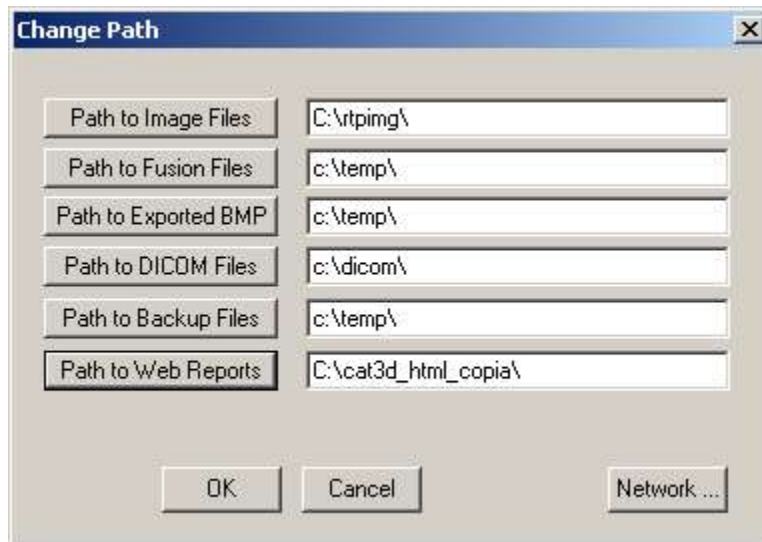 Change Path
Path to Image Files C:\rtpimg\
Path to Fusion Files c:\temp\
Path to Exported BMP c:\temp\
Path to DICOM Files c:\dicom\
Path to Backup Files c:\temp\
Path to Web Reports C:\cat3d_html_copia\
OK Cancel Network ...